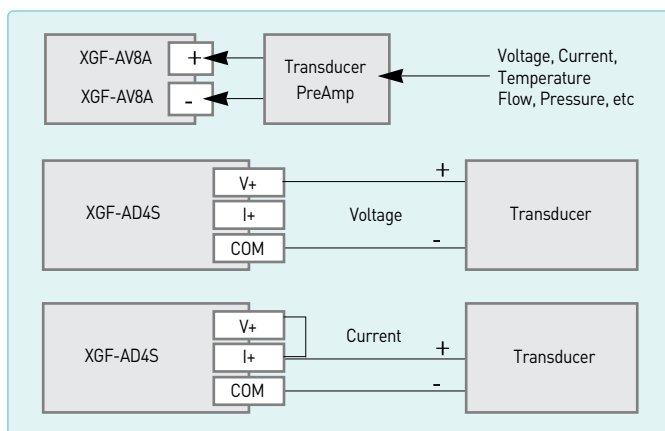 XGF-AV8A
+
XGF-AV8A
-
Transducer
PreAmp
Voltage, Current,
Temperature
Flow, Pressure, etc
XGF-AD4S
V+
I+
COM
+
Voltage
-
Transducer
XGF-AD4S
V+
I+
COM
Current
+
-
Transducer